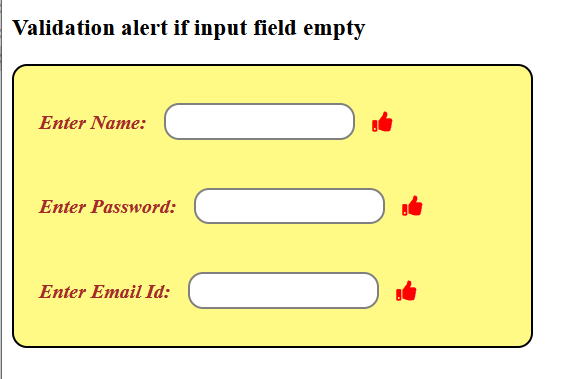 Validation alert if input field empty
Enter Name:
Enter Password:
Enter Email Id: